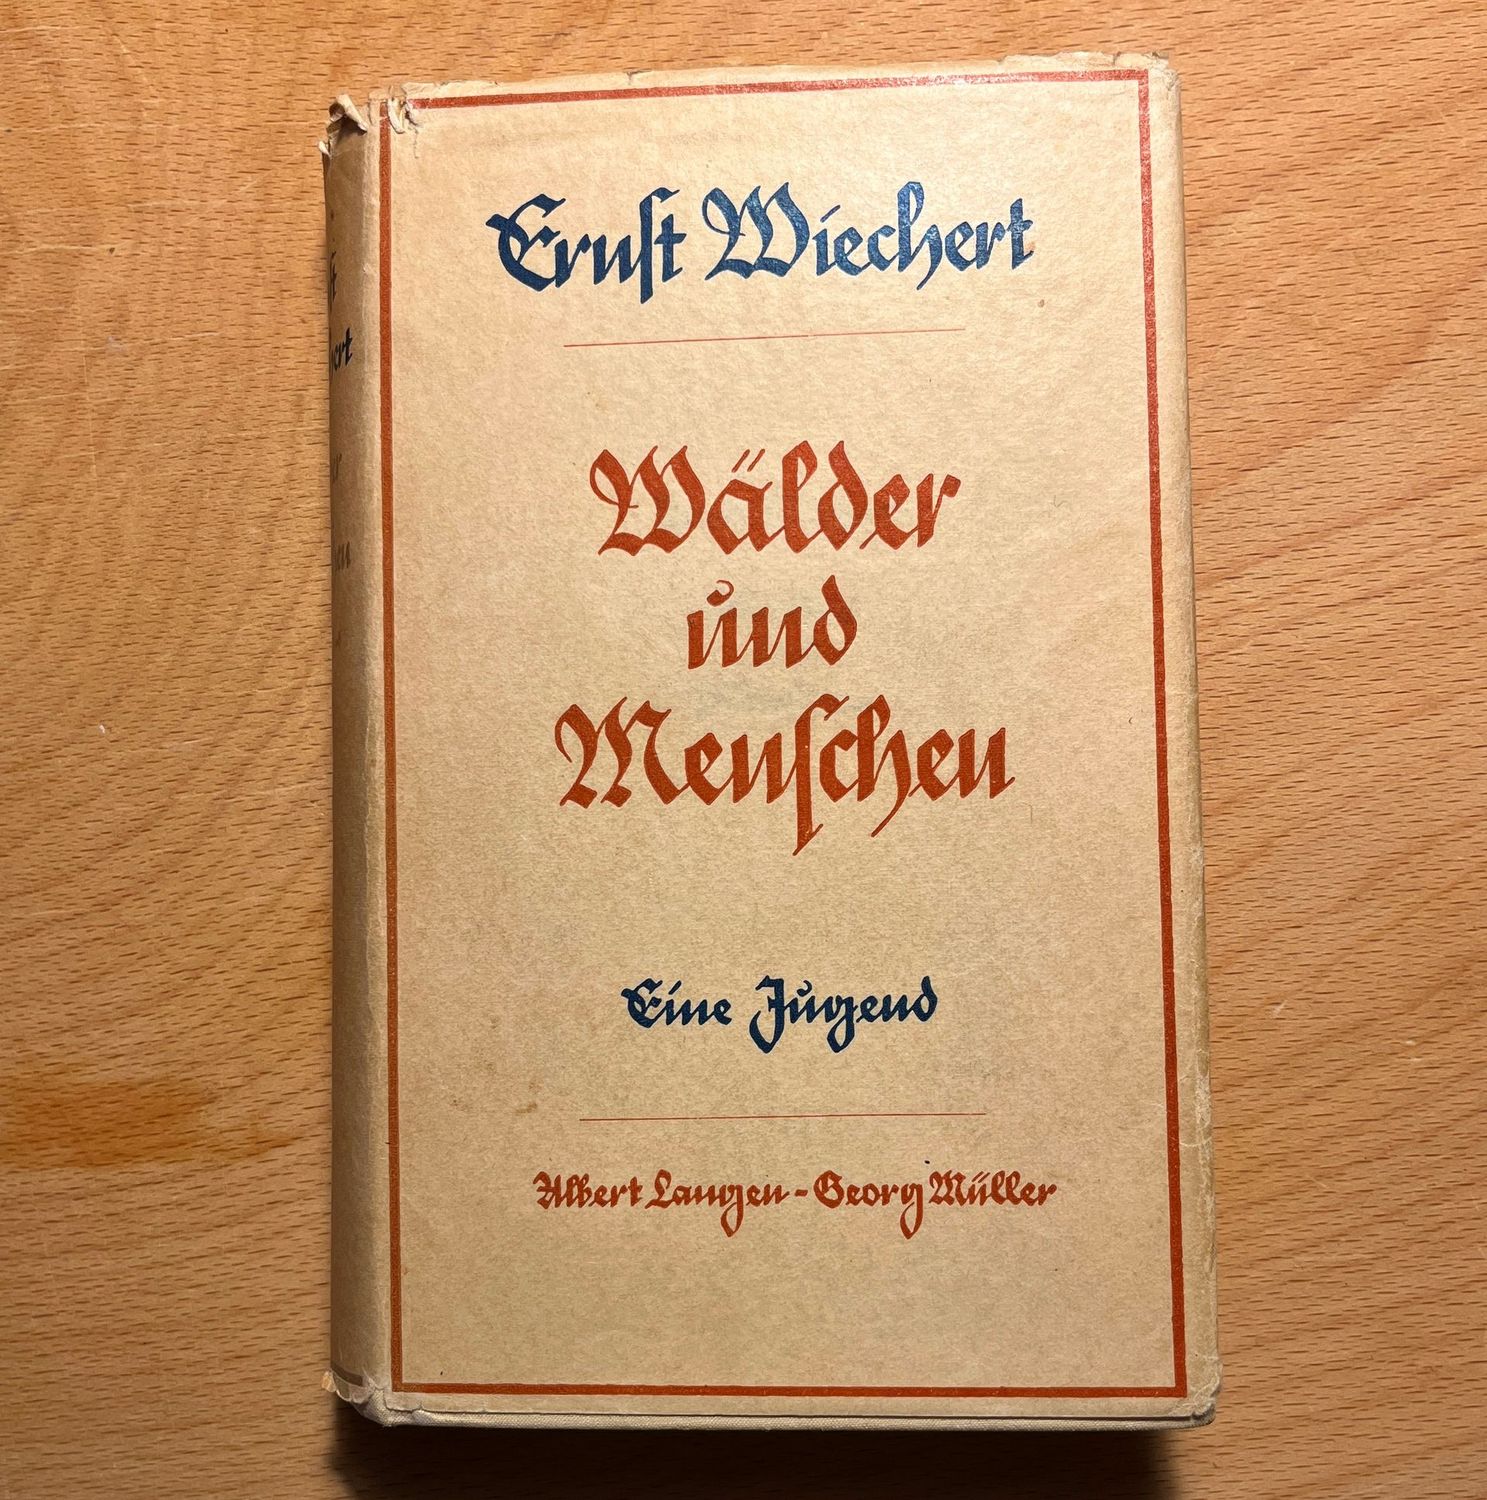 Ernst Wiechert
Wälder
und
Menschen
Eine Jugend
Albert Langen - Georg Müller